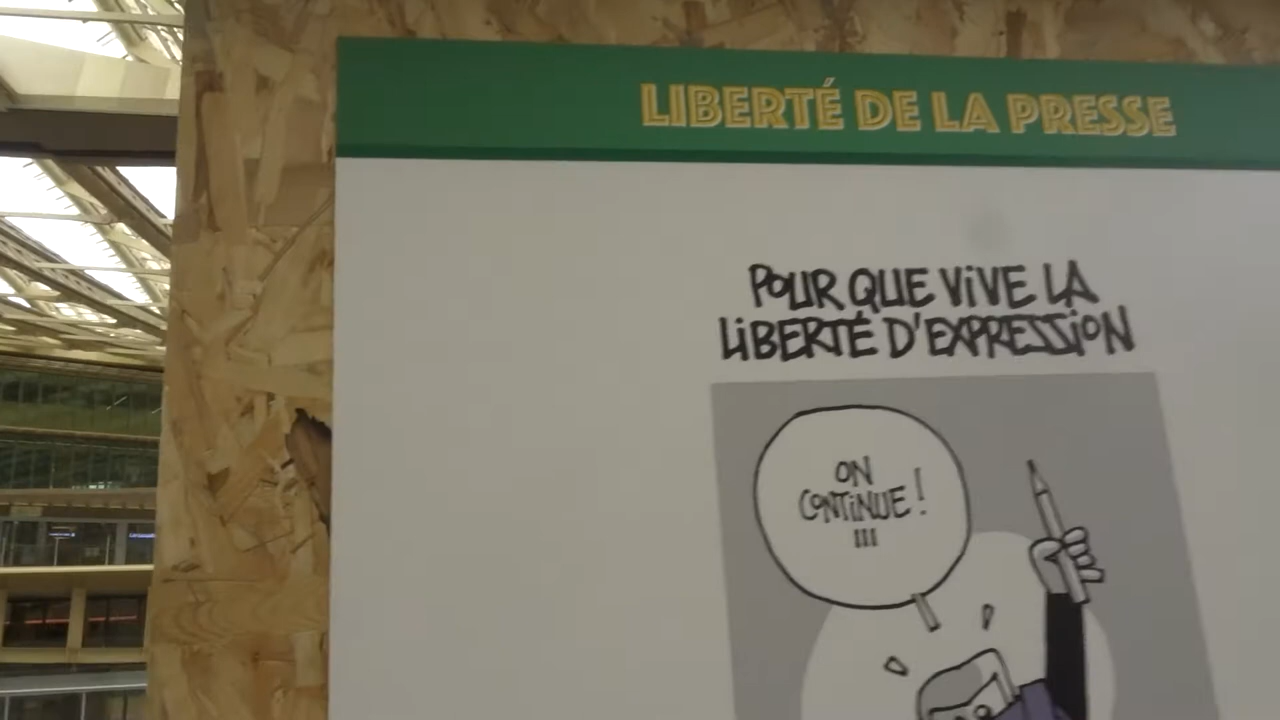 LIBERTÉ DE LA PRESSE
POUR QUE VIVE LA
LIBERTÉ D'EXPRESSION
ON
CONTINUE !
!!!